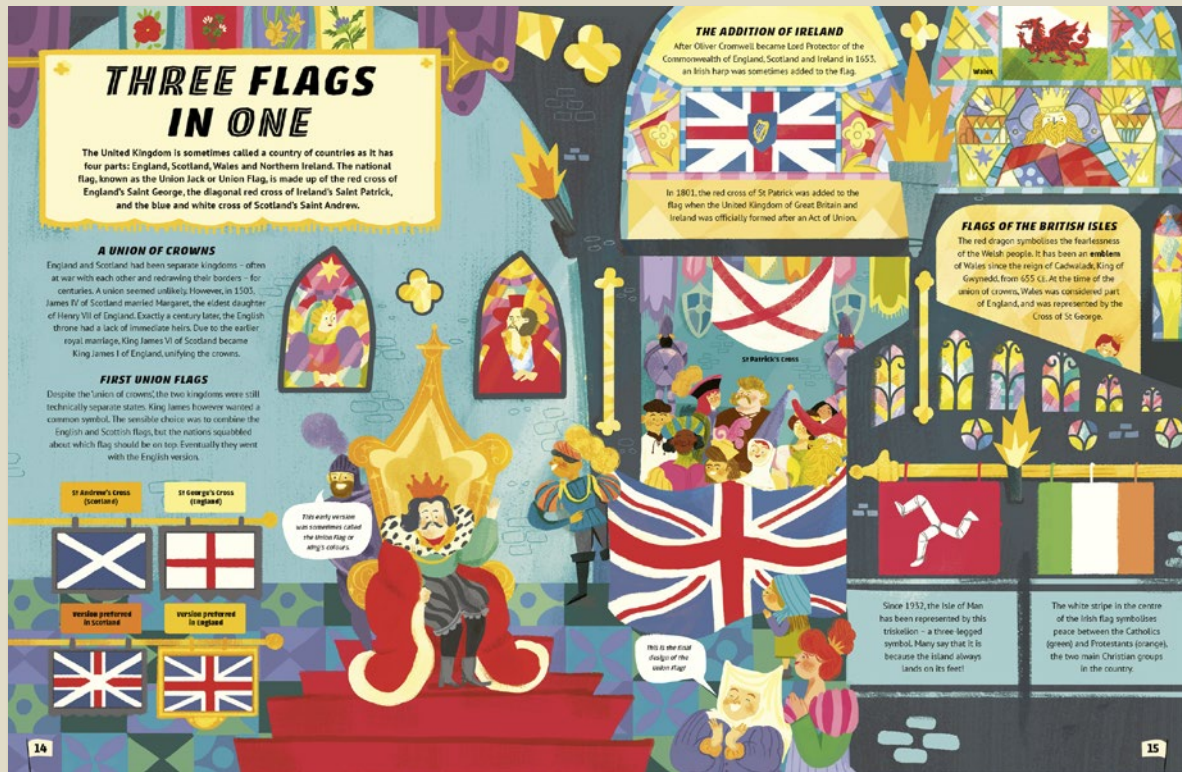 THREE FLAGS
IN ONE
The United Kingdom is sometimes called a country of countries as it has
four parts: England, Scotland, Wales and Northern Ireland. The national
flag, known as the Union Jack or Union Flag, is made up of the red cross of
England's Saint George, the diagonal red cross of Ireland's Saint Patrick,
and the blue and white cross of Scotland's Saint Andrew.
A UNION OF CROWNS
England and Scotland had been separate kingdoms – often
at war with each other and redrawing their borders – for
centuries. A union seemed unlikely. However, in 1503,
James IV of Scotland married Margaret, the eldest daughter
of Henry VII of England. Exactly a century later, the English
throne had a lack of immediate heirs. Due to the earlier
royal marriage, King James VI of Scotland became
King James I of England, unifying the crowns.
FIRST UNION FLAGS
Despite the 'union of crowns', the two kingdoms were still
technically separate states. King James however wanted a
common symbol. The sensible choice was to combine the
English and Scottish flags, but the nations squabbled
about which flag should be on top. Eventually they went
with the English version.
St Andrew's Cross
(Scotland)
St George's Cross
(England)
Version preferred
in Scotland
Version preferred
in England
This early version
was sometimes called
the Union Flag or
king's colours.
14
THE ADDITION OF IRELAND
After Oliver Cromwell became Lord Protector of the
Commonwealth of England, Scotland and Ireland in 1653,
an Irish harp was sometimes added to the flag.
In 1801, the red cross of St Patrick was added to the
flag when the United Kingdom of Great Britain and
Ireland was officially formed after an Act of Union.
St Patrick's Cross
This is the final
design of the
Union Flag!
Wales
FLAGS OF THE BRITISH ISLES
The red dragon symbolises the fearlessness
of the Welsh people. It has been an emblem
of Wales since the reign of Cadwaladr, King of
Gwynedd, from 655 CE. At the time of the
union of crowns, Wales was considered part
of England, and was represented by the
Cross of St George.
Since 1932, the Isle of Man
has been represented by this
triskelion – a three-legged
symbol. Many say that it is
because the island always
lands on its feet!
The white stripe in the centre
of the Irish flag symbolises
peace between the Catholics
(green) and Protestants (orange),
the two main Christian groups
in the country.
15